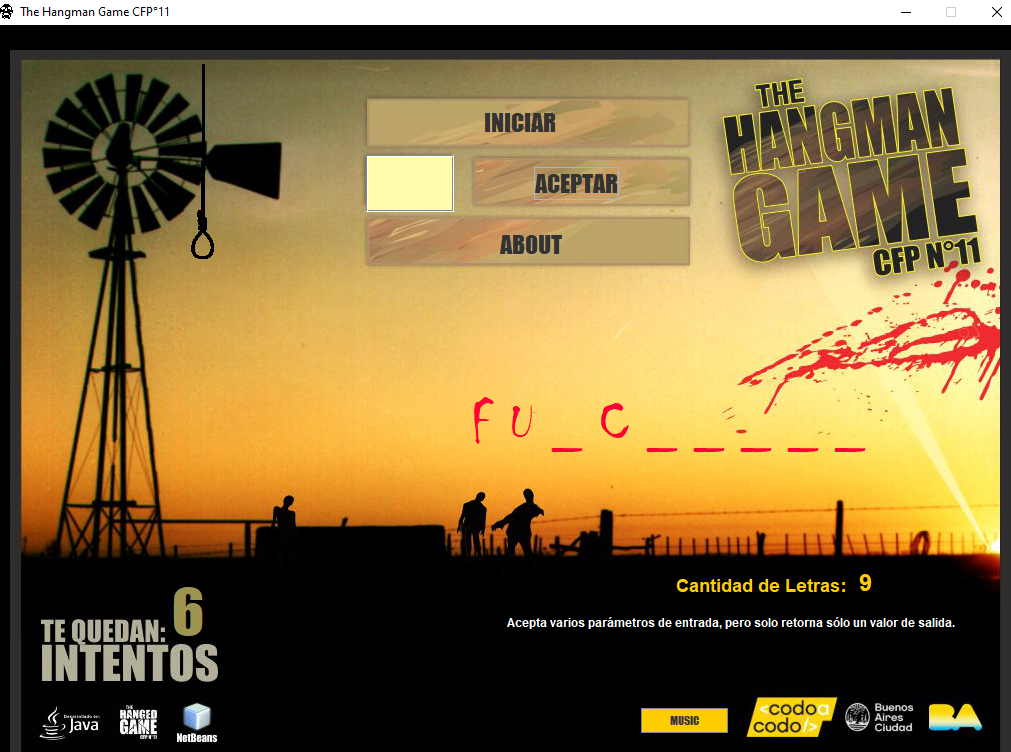 The Hangman Game CFP°11
INICIAR
ACEPTAR
ABOUT
THE
HANGMAN
GAME
CFP N°11
F U _ C _ _ _ _ _
Cantidad de Letras: 9
Acepta varios parámetros de entrada, pero solo retorna sólo un valor de salida.
TE QUEDAN: 6
INTENTOS
Desarrollado en:
Java
THE
HANGED
GAME
CFP N°11
NetBeans
MUSIC
<codo a
codo/>
Buenos
Aires
Ciudad
BA